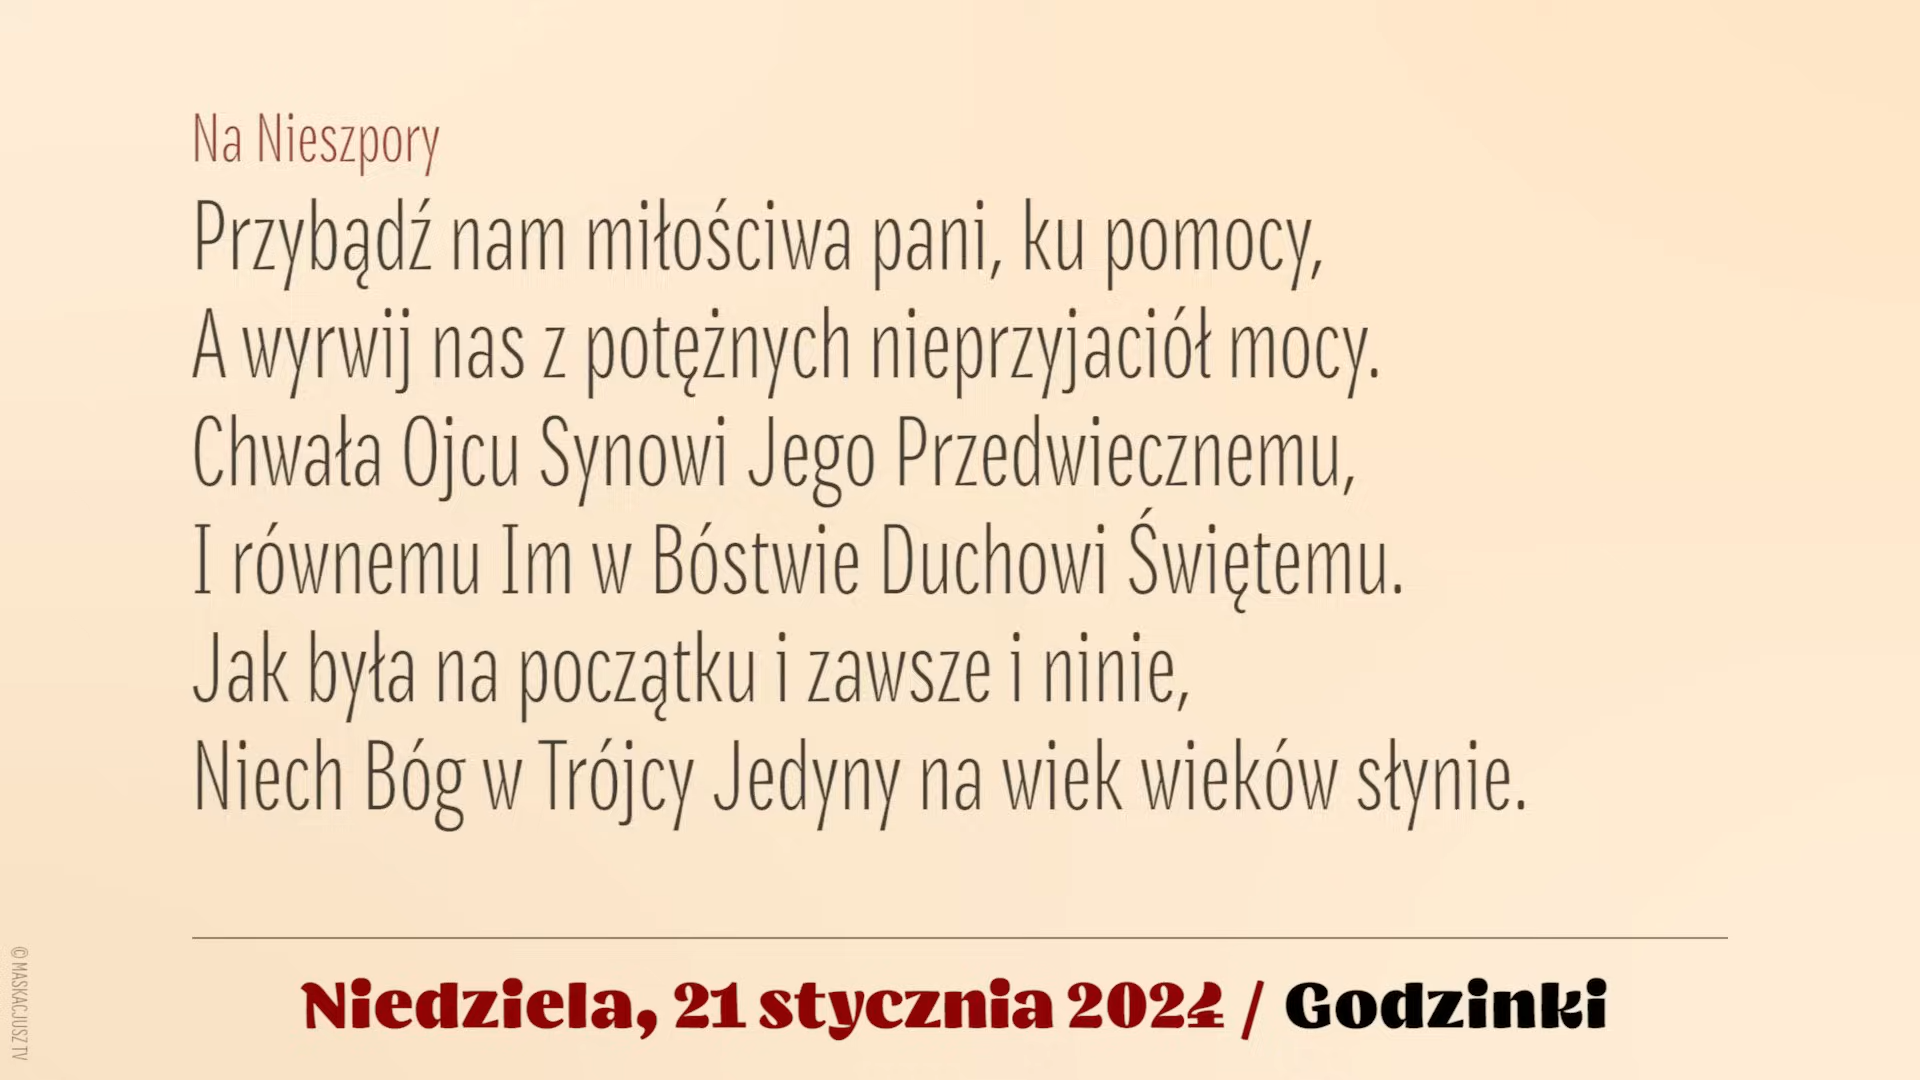 Na Nieszpory
Przybądź nam miłościwa pani, ku pomocy,
A wyrwij nas z potężnych nieprzyjaciół mocy.
Chwała Ojcu Synowi Jego Przedwiecznemu,
I równemu Im w Bóstwie Duchowi Świętemu.
Jak była na początku i zawsze i ninie,
Niech Bóg w Trójcy Jedyny na wiek wieków słynie.
© MASKACJUSZ TV
Niedziela, 21 stycznia 2024 / Godzinki